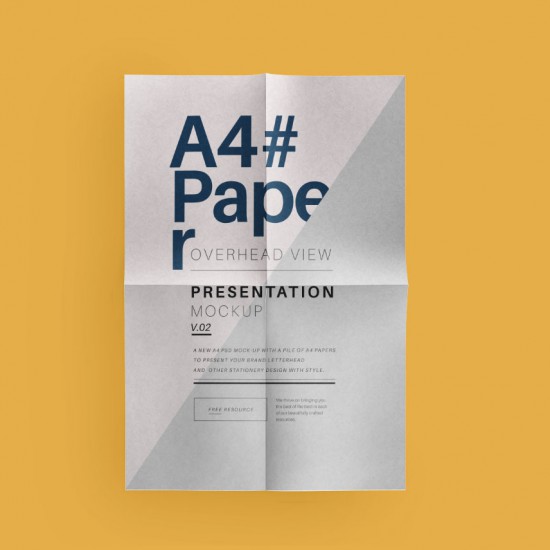 A4#
Pape
r
OVERHEAD VIEW
PRESENTATION
MOCKUP
V.02
A NEW A4 PSD MOCK-UP WITH A PILE OF A4 PAPERS
TO PRESENT YOUR BRAND LETTERHEAD
AND OTHER STATIONERY DESIGN WITH STYLE.
FREE RESOURCE